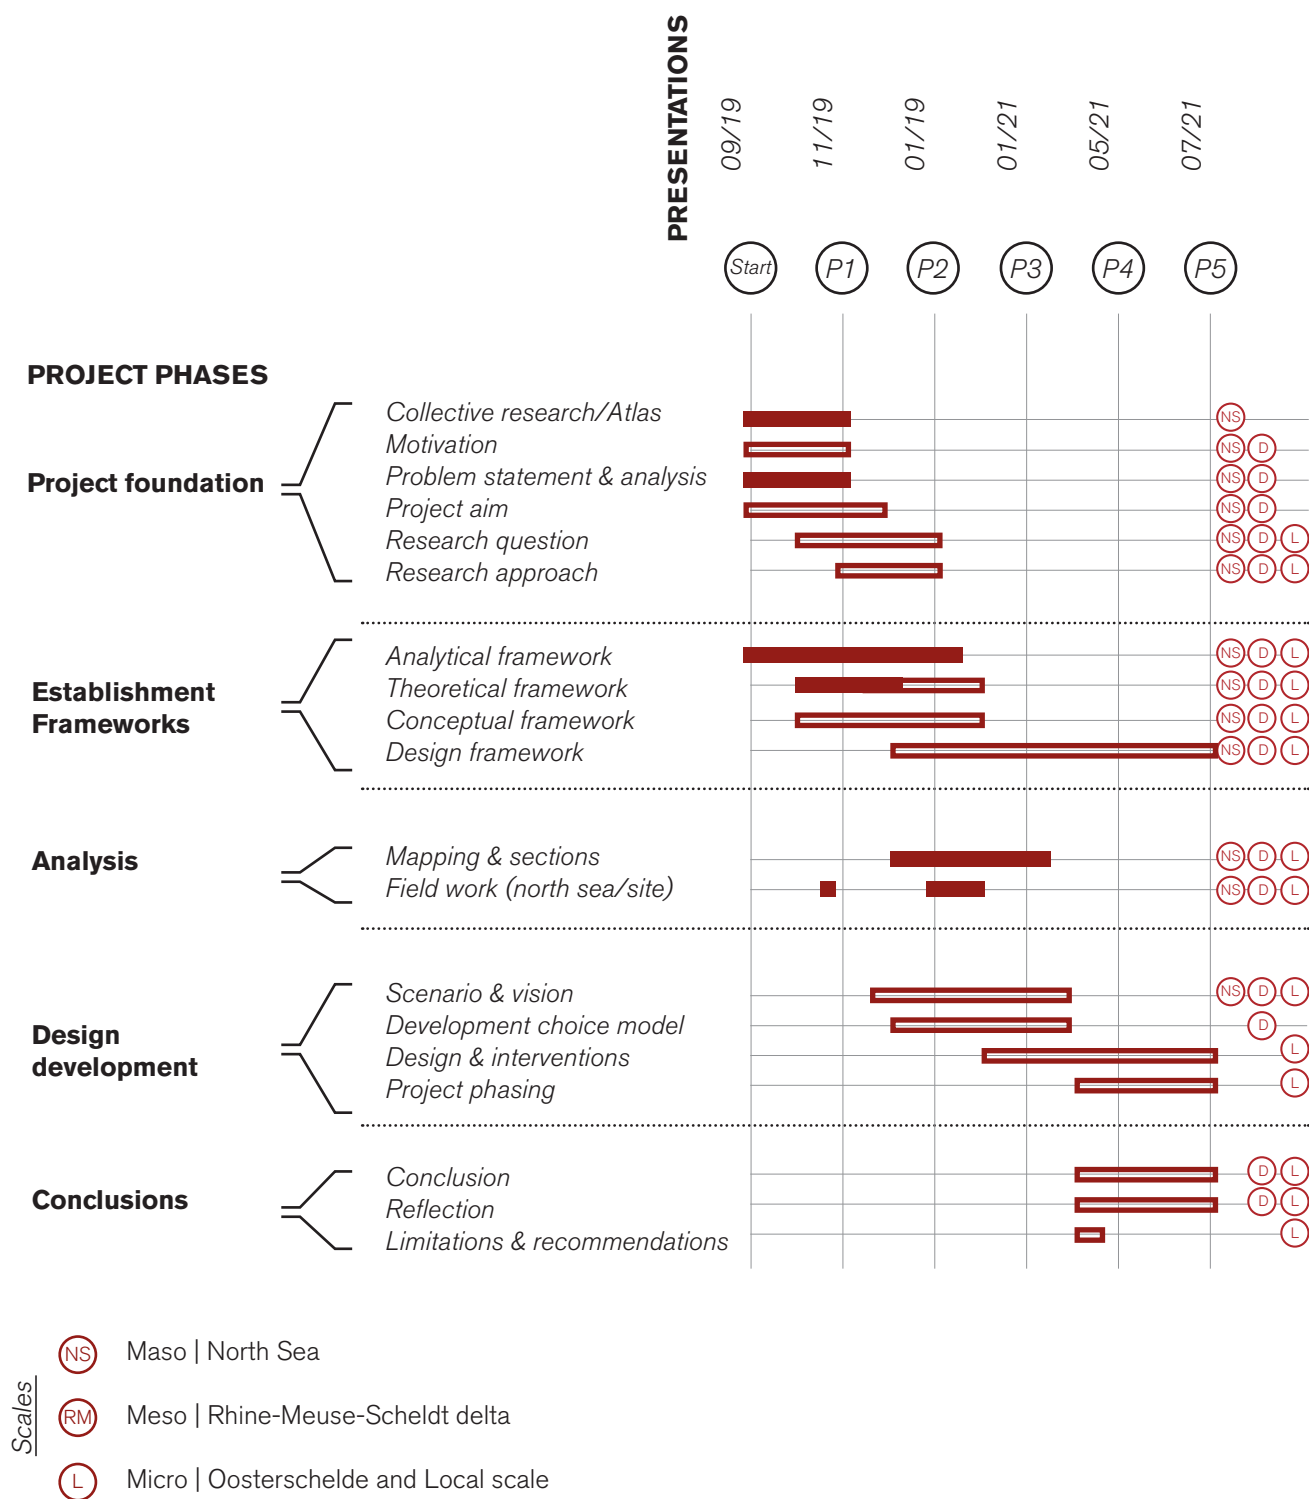 PRESENTATIONS
09/19
11/19
01/19
01/21
05/21
07/21
Start
P1
P2
P3
P4
P5
PROJECT PHASES
Project foundation
Collective research/Atlas
NS
Motivation
NS D
Problem statement & analysis
NS D
Project aim
NS D
Research question
NS D L
Research approach
NS D L
Establishment
Frameworks
Analytical framework
NS D L
Theoretical framework
NS D L
Conceptual framework
NS D L
Design framework
NS D L
Analysis
Mapping & sections
NS D L
Field work (north sea/site)
NS D L
Design
development
Scenario & vision
NS D L
Development choice model
D
Design & interventions
L
Project phasing
L
Conclusions
Conclusion
D L
Reflection
D L
Limitations & recommendations
L
Scales
NS Maso | North Sea
RM Meso | Rhine-Meuse-Scheldt delta
L Micro | Oosterschelde and Local scale